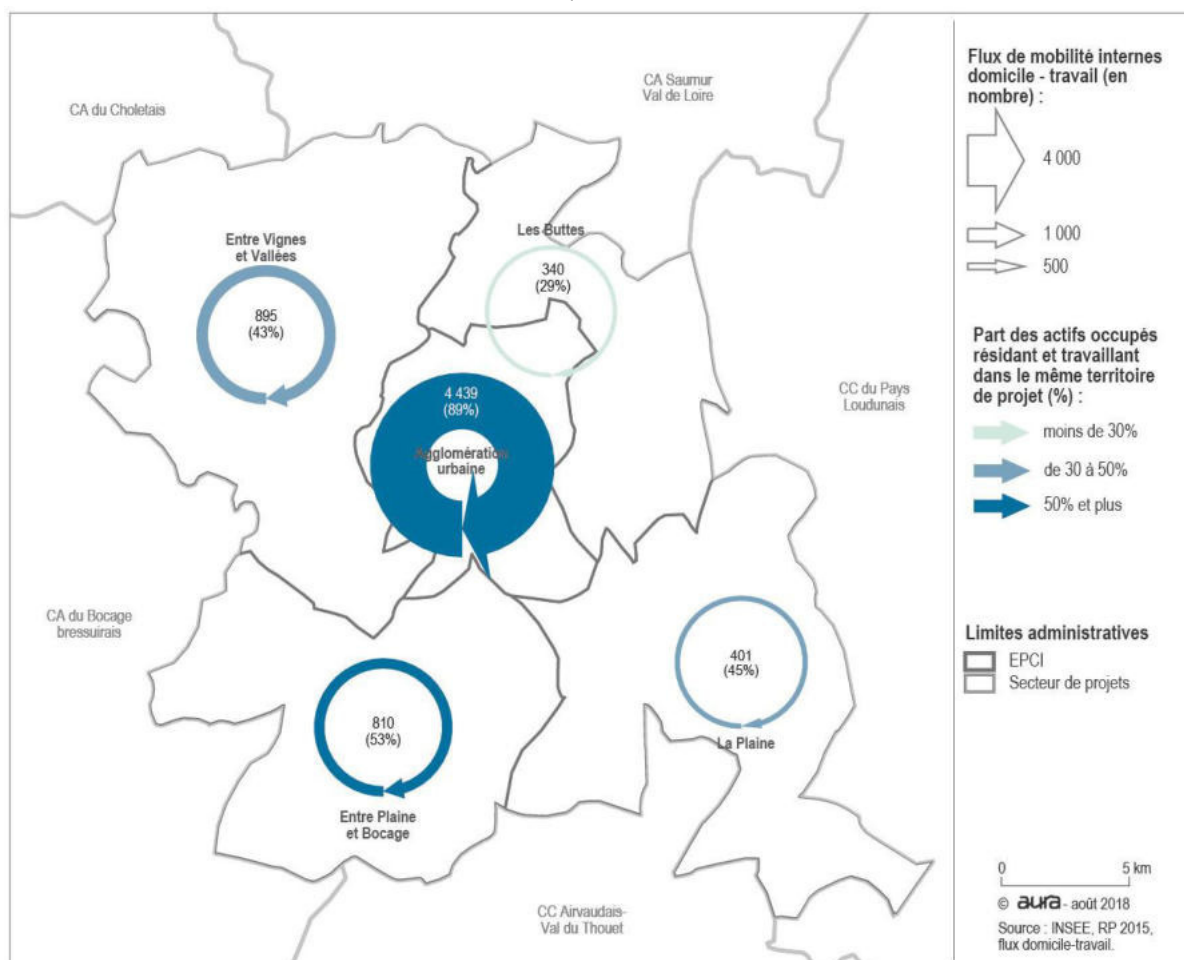 CA du Choletais
CA Saumur
Val de Loire
Entre Vignes
et Vallées
895
(43%)
Les Buttes
340
(29%)
4 439
(89%)
Agglomération
urbaine
CC du Pays
Loudunais
CA du Bocage
bressuirais
401
(45%)
La Plaine
810
(53%)
Entre Plaine
et Bocage
CC Airvaudais-
Val du Thouet
Flux de mobilité internes
domicile - travail (en
nombre) :
4 000
1 000
500
Part des actifs occupés
résidant et travaillant
dans le même territoire
de projet (%) :
moins de 30%
de 30 à 50%
50% et plus
Limites administratives
EPCI
Secteur de projets
0 5 km
© aura - août 2018
Source : INSEE, RP 2015,
flux domicile-travail.